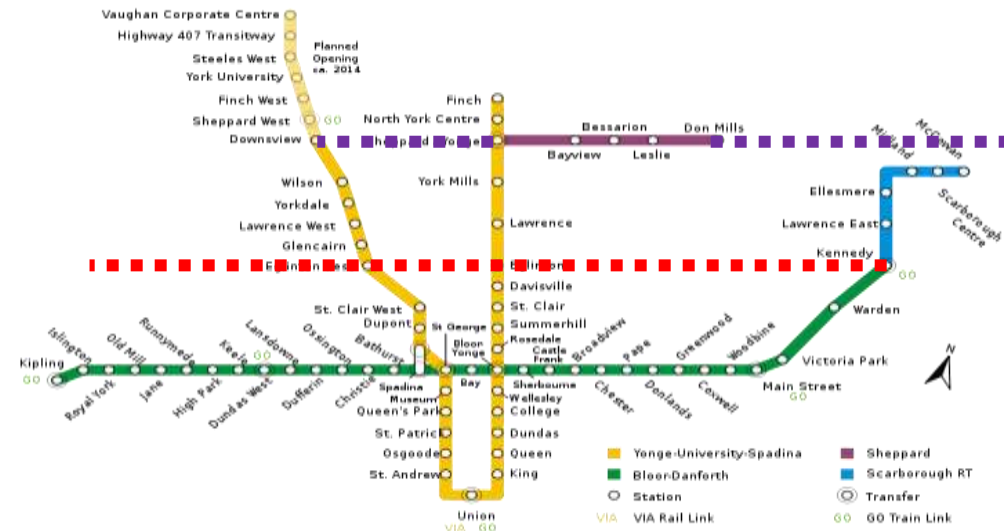 Vaughan Corporate Centre
Highway 407 Transitway
Steeles West
York University
Finch West
Sheppard West
GO
Downsview
Planned
Opening
ca. 2014
Wilson
Yorkdale
Lawrence West
Glencairn
St. Clair West
Dupont
Finch
North York Centre
York Mills
Lawrence
Davisville
St. Clair
Summerhill
Rosedale
Bessarion
Don Mills
Bayview
Leslie
Midland
McCowan
Scarborough
Centre
Ellesmere
Lawrence East
Kennedy
GO
Warden
Victoria Park
Main Street
GO
Kipling
GO
Islington
Royal York
Old Mill
Jane
Runnymede
High Park
Keele
GO
Dundas West
Lansdowne
Dufferin
Ossington
Christie
Bathurst
Spadina
St George
Museum
Bay
Bloor
Yonge
Sherbourne
Castle
Frank
Broadview
Chester
Pape
Donlands
Greenwood
Coxwell
Woodbine
Wellesley
Queen's Park
College
St. Patrick
Dundas
Osgoode
Queen
St. Andrew
King
Union
VIA GO
N
Yonge-University-Spadina
Sheppard
Bloor-Danforth
Scarborough RT
Station
Transfer
VIA VIA Rail Link
GO GO Train Link